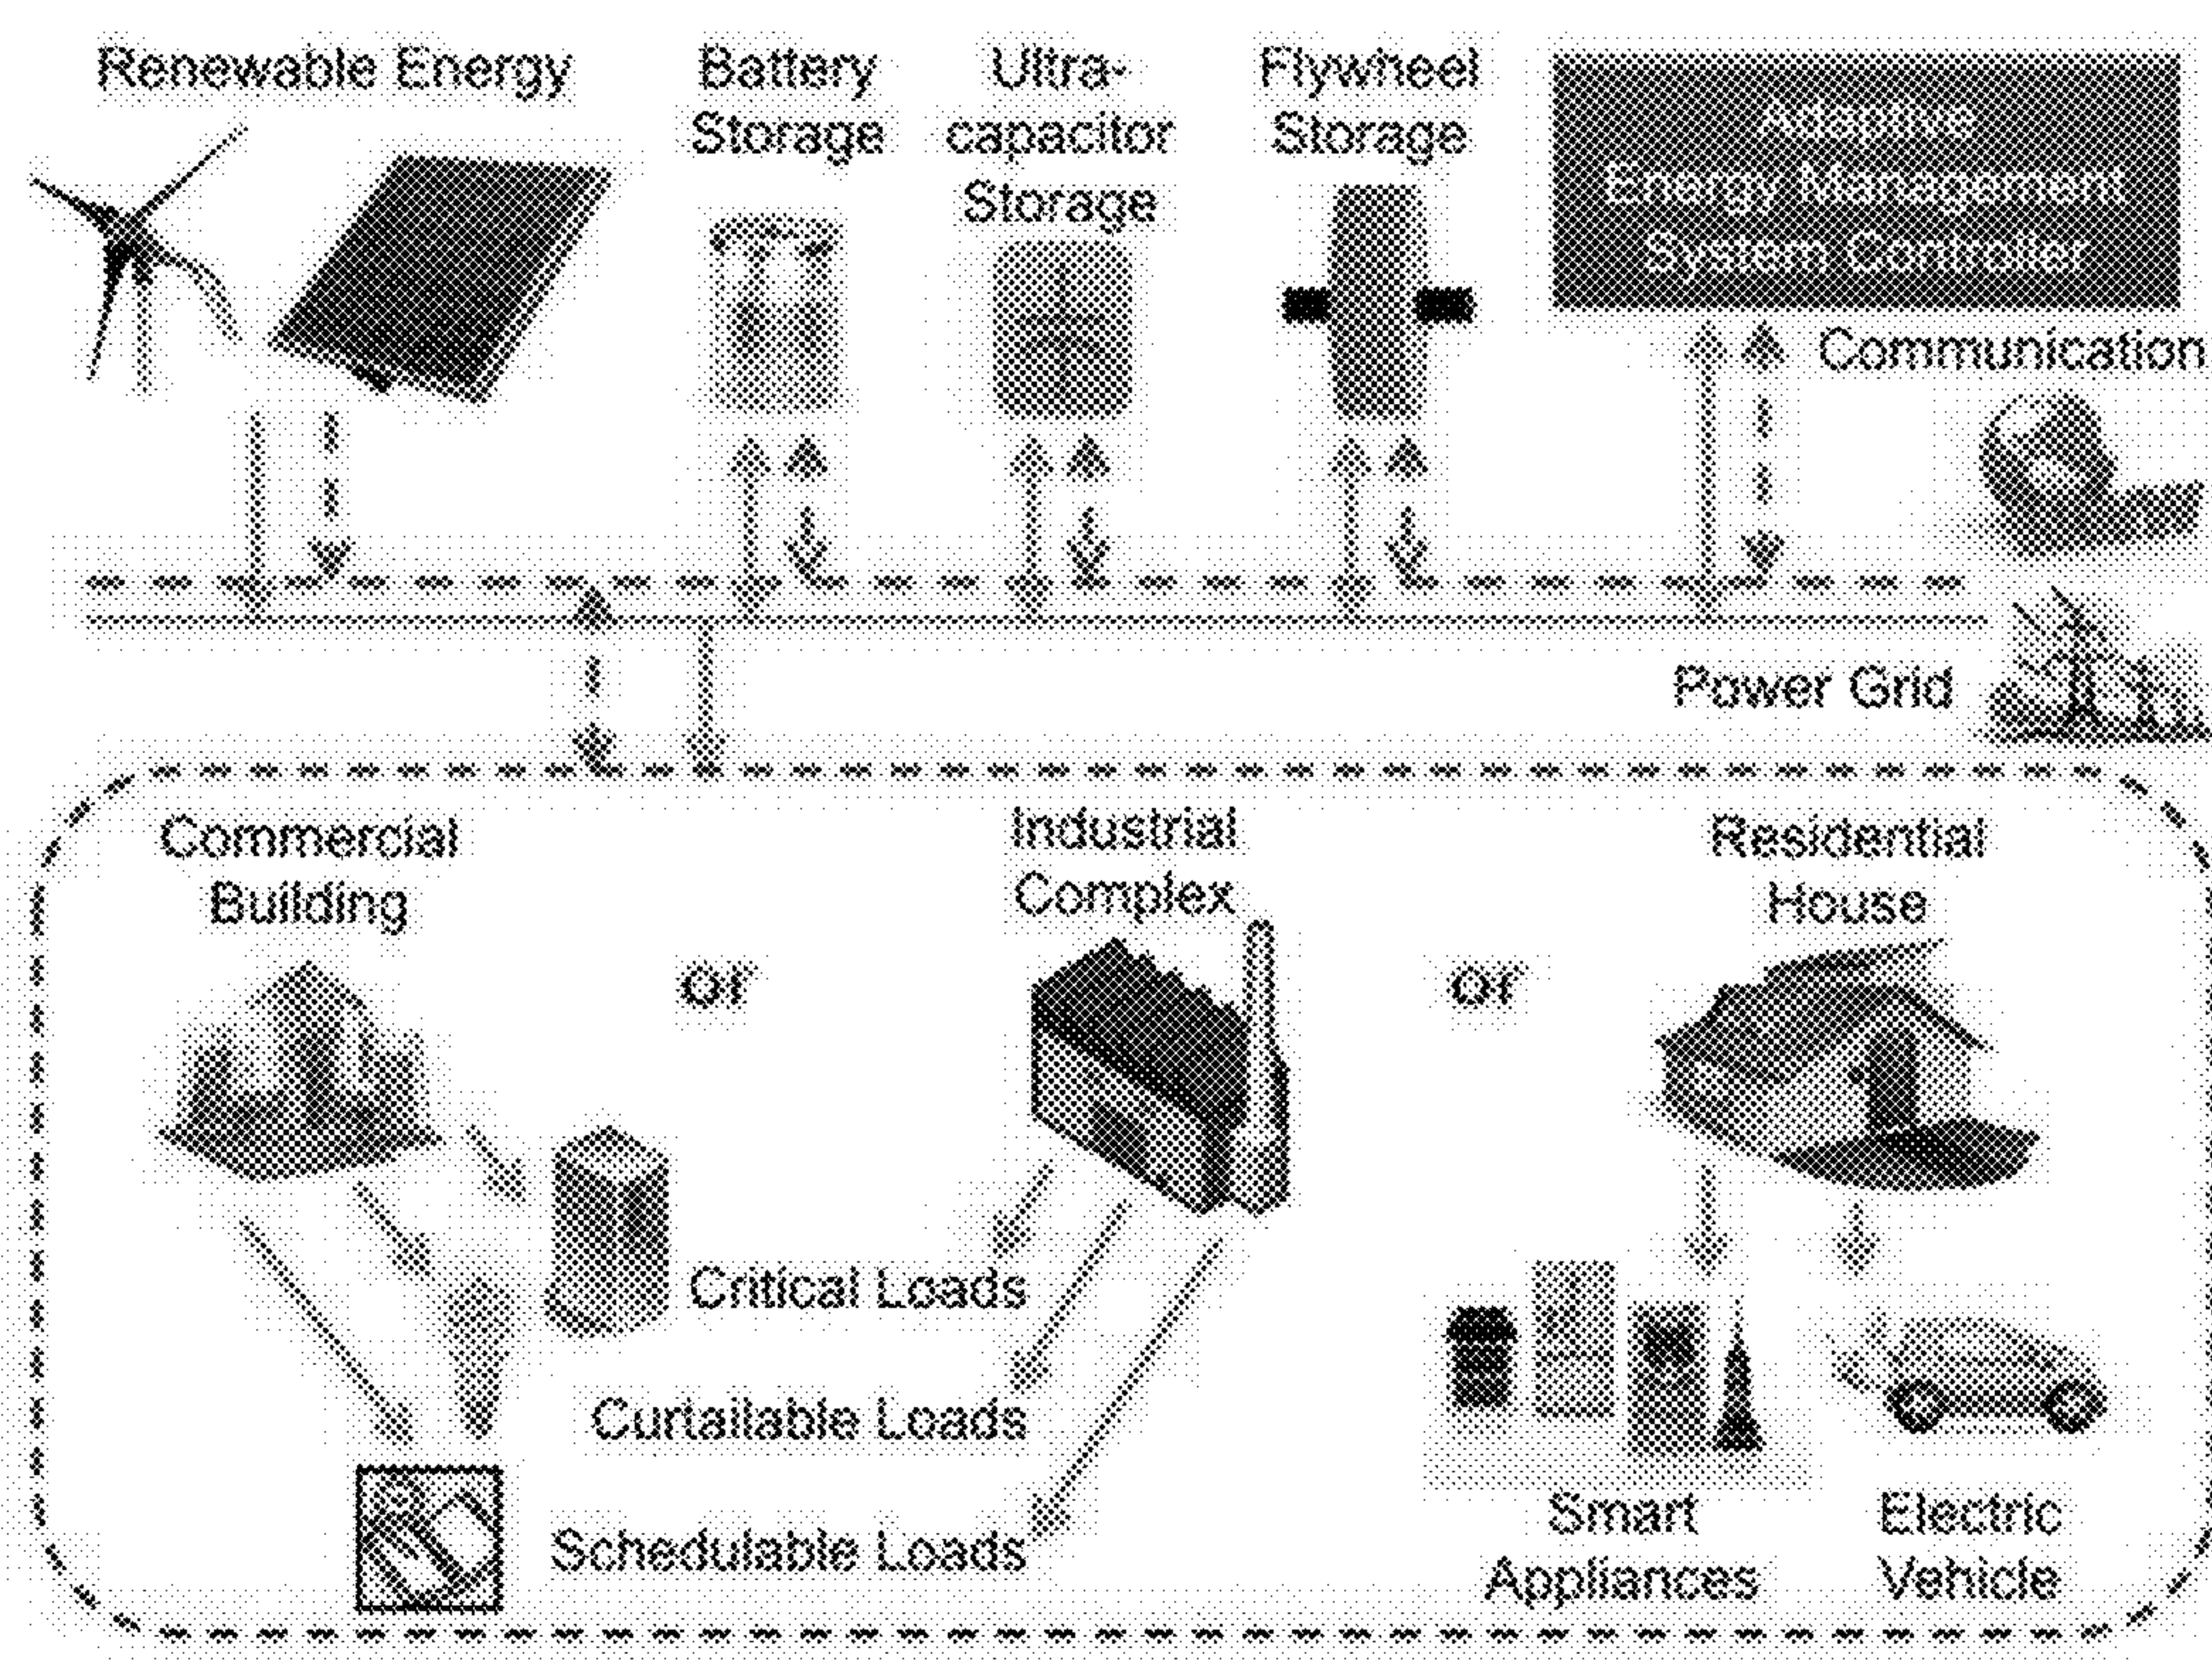 Renewable Energy
Battery
Storage
Ultra-
capacitor
Storage
Flywheel
Storage
Adaptive
Energy Management
System Controller
Communication
Power Grid
Commercial
Building
or
Industrial
Complex
or
Residential
House
Critical Loads
Curtailable Loads
Schedulable Loads
Smart
Appliances
Electric
Vehicle